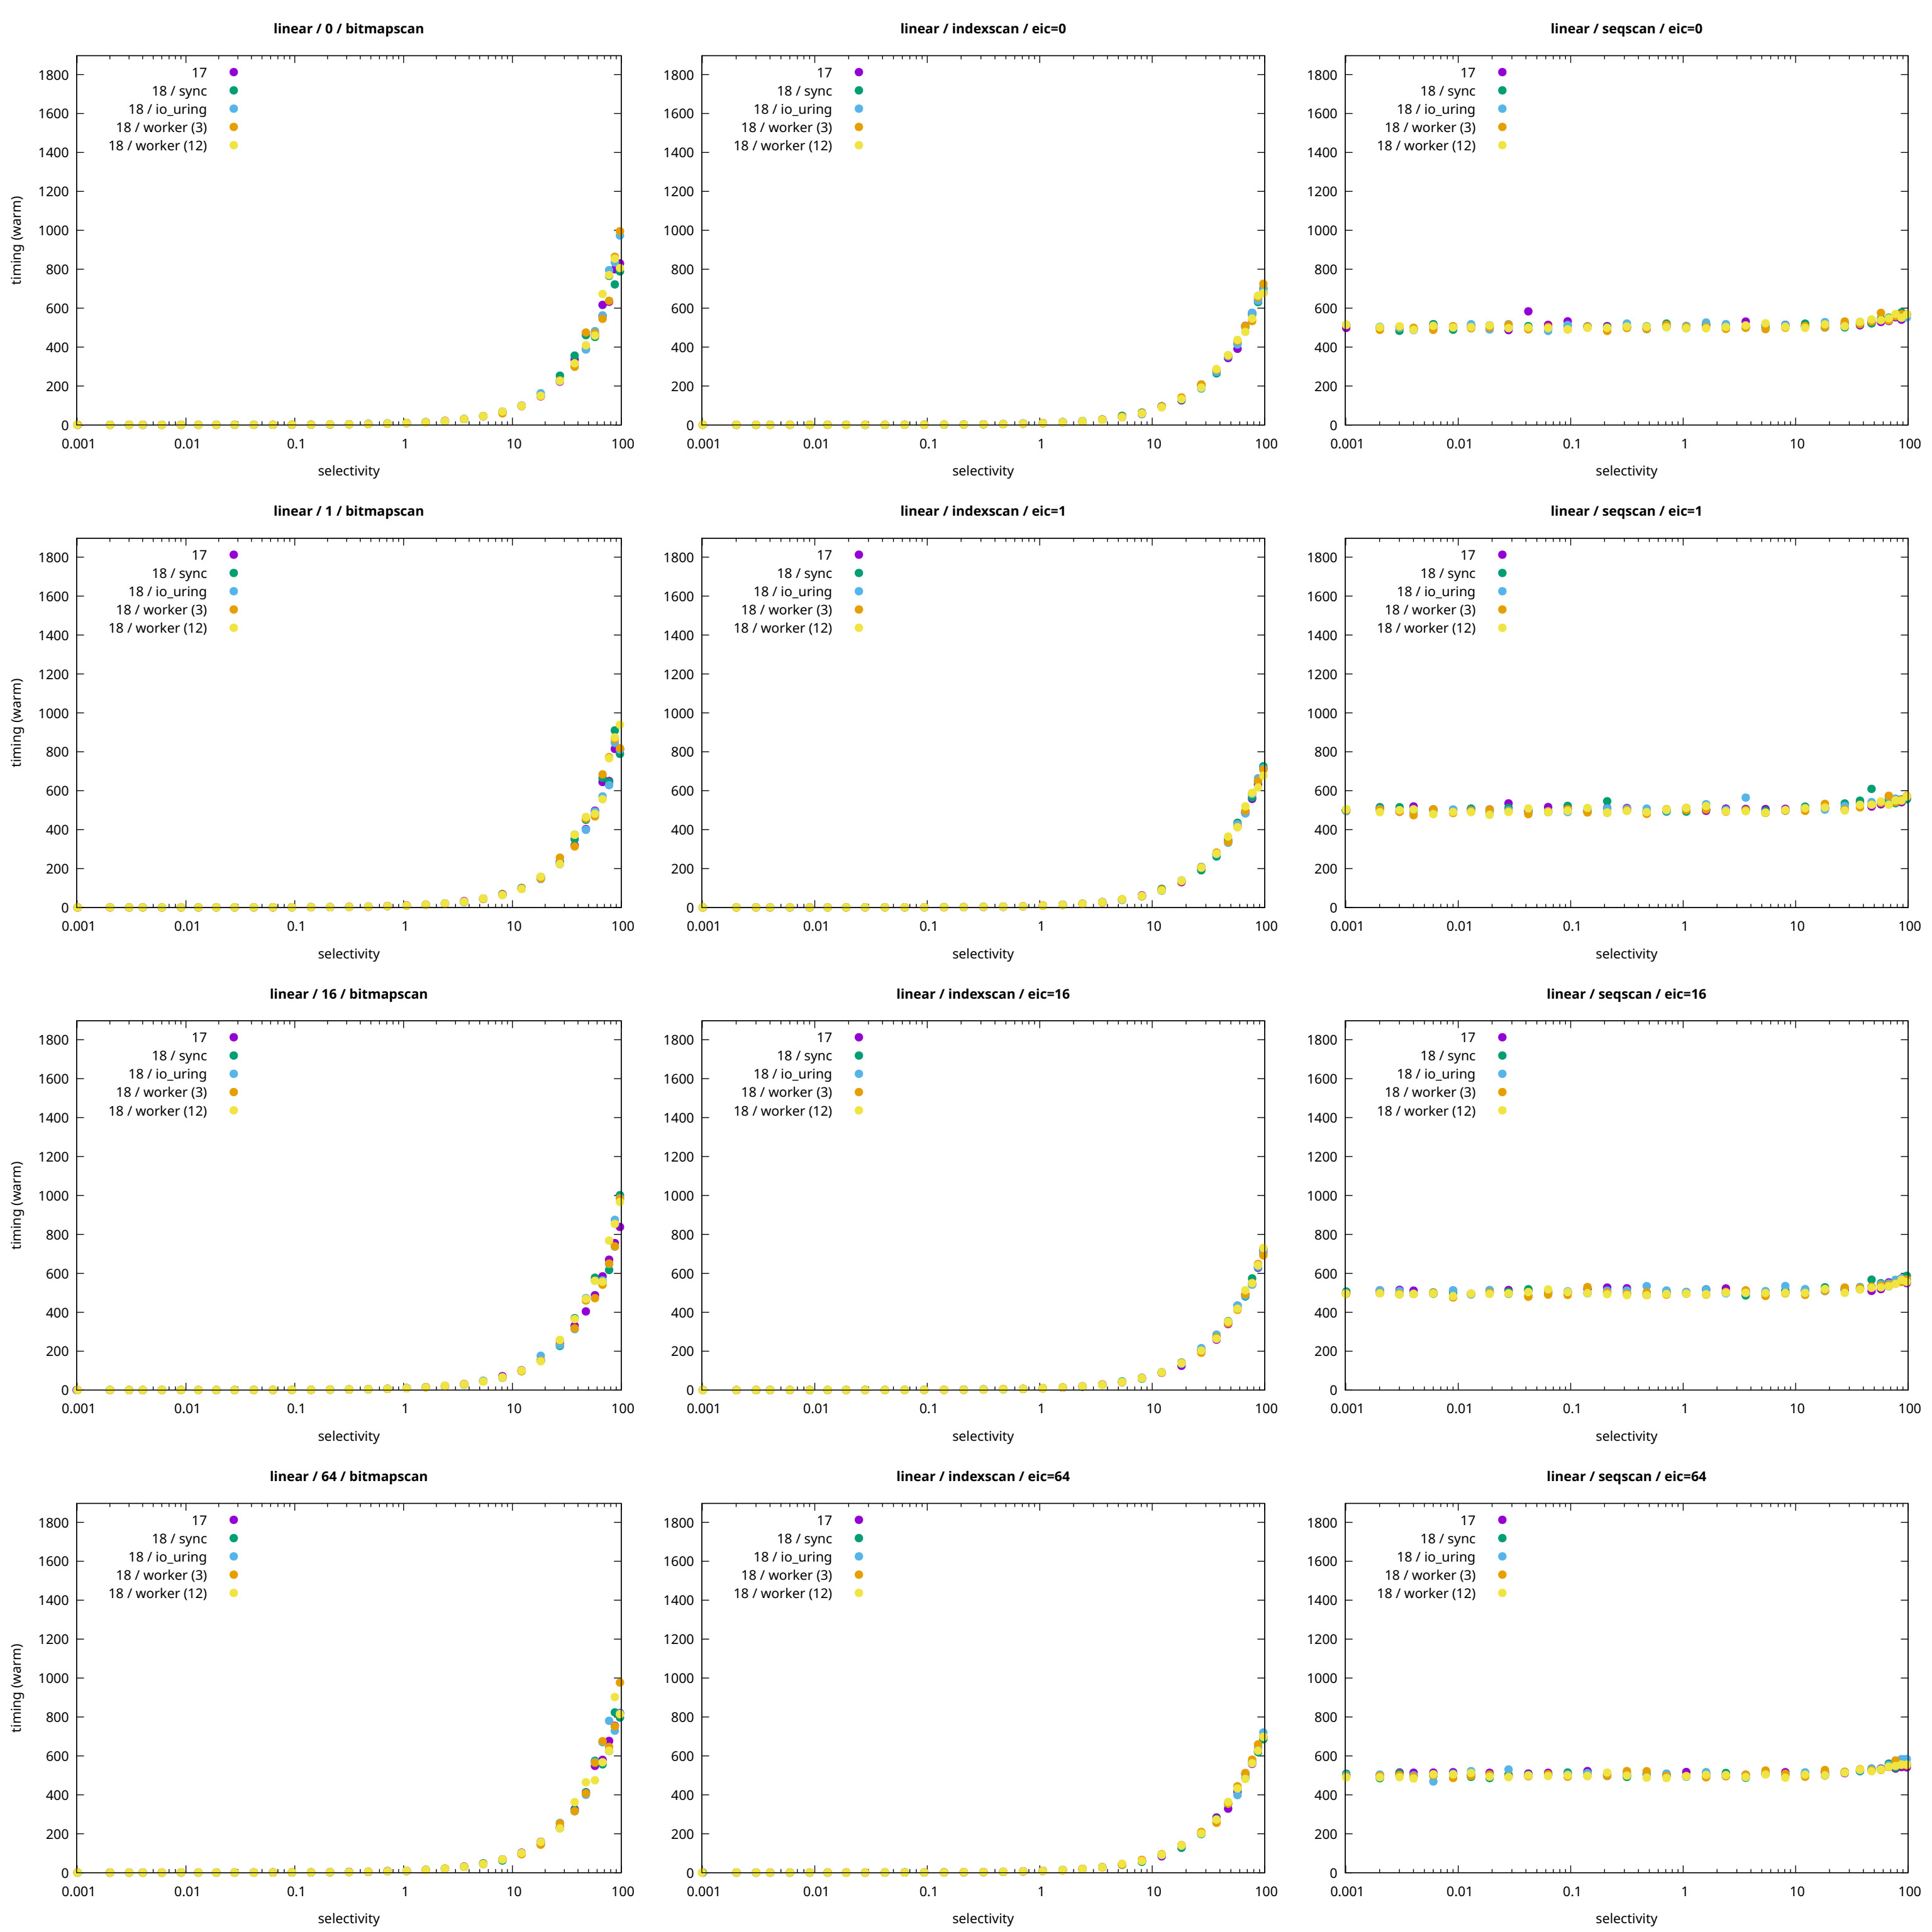 linear / 0 / bitmapscan
timing (warm)
1800
1600
1400
1200
1000
800
600
400
200
0
17
18 / sync
18 / io_uring
18 / worker (3)
18 / worker (12)
0.001 0.01 0.1 1 10 100
selectivity
linear / indexscan / eic=0
1800
1600
1400
1200
1000
800
600
400
200
0
17
18 / sync
18 / io_uring
18 / worker (3)
18 / worker (12)
0.001 0.01 0.1 1 10 100
selectivity
linear / seqscan / eic=0
1800
1600
1400
1200
1000
800
600
400
200
0
17
18 / sync
18 / io_uring
18 / worker (3)
18 / worker (12)
0.001 0.01 0.1 1 10 100
selectivity
linear / 1 / bitmapscan
timing (warm)
1800
1600
1400
1200
1000
800
600
400
200
0
17
18 / sync
18 / io_uring
18 / worker (3)
18 / worker (12)
0.001 0.01 0.1 1 10 100
selectivity
linear / indexscan / eic=1
1800
1600
1400
1200
1000
800
600
400
200
0
17
18 / sync
18 / io_uring
18 / worker (3)
18 / worker (12)
0.001 0.01 0.1 1 10 100
selectivity
linear / seqscan / eic=1
1800
1600
1400
1200
1000
800
600
400
200
0
17
18 / sync
18 / io_uring
18 / worker (3)
18 / worker (12)
0.001 0.01 0.1 1 10 100
selectivity
linear / 16 / bitmapscan
timing (warm)
1800
1600
1400
1200
1000
800
600
400
200
0
17
18 / sync
18 / io_uring
18 / worker (3)
18 / worker (12)
0.001 0.01 0.1 1 10 100
selectivity
linear / indexscan / eic=16
1800
1600
1400
1200
1000
800
600
400
200
0
17
18 / sync
18 / io_uring
18 / worker (3)
18 / worker (12)
0.001 0.01 0.1 1 10 100
selectivity
linear / seqscan / eic=16
1800
1600
1400
1200
1000
800
600
400
200
0
17
18 / sync
18 / io_uring
18 / worker (3)
18 / worker (12)
0.001 0.01 0.1 1 10 100
selectivity
linear / 64 / bitmapscan
timing (warm)
1800
1600
1400
1200
1000
800
600
400
200
0
17
18 / sync
18 / io_uring
18 / worker (3)
18 / worker (12)
0.001 0.01 0.1 1 10 100
selectivity
linear / indexscan / eic=64
1800
1600
1400
1200
1000
800
600
400
200
0
17
18 / sync
18 / io_uring
18 / worker (3)
18 / worker (12)
0.001 0.01 0.1 1 10 100
selectivity
linear / seqscan / eic=64
1800
1600
1400
1200
1000
800
600
400
200
0
17
18 / sync
18 / io_uring
18 / worker (3)
18 / worker (12)
0.001 0.01 0.1 1 10 100
selectivity